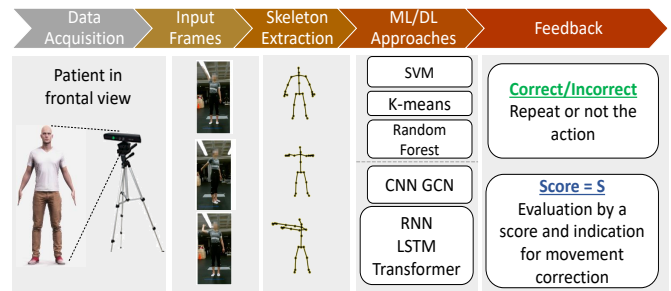 Data
Acquisition
Input
Frames
Skeleton
Extraction
ML/DL
Approaches
Feedback
Patient in
frontal view
SVM
K-means
Random
Forest
CNN GCN
RNN
LSTM
Transformer
Correct/Incorrect
Repeat or not the
action
Score = S
Evaluation by a
score and indication
for movement
correction